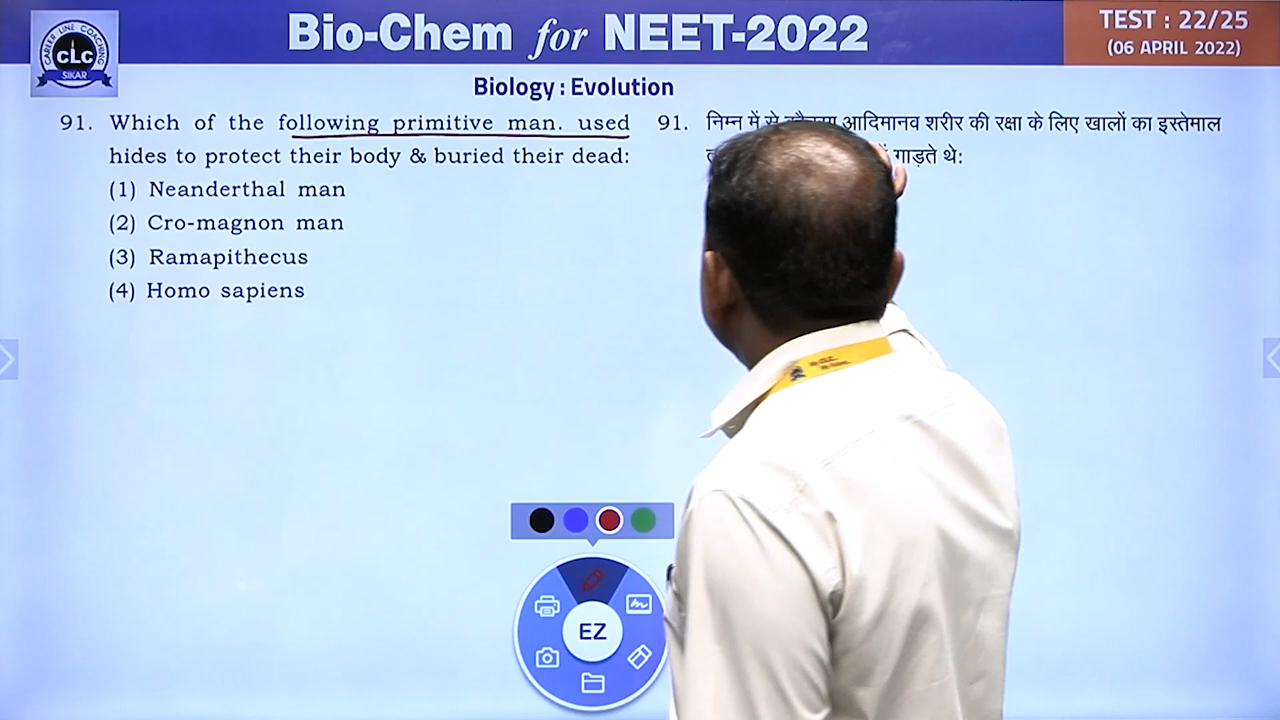 CAREER LINE COACHING
CLC
SIKAR
Bio-Chem for NEET-2022
TEST : 22/25
(06 APRIL 2022)
Biology : Evolution
91. Which of the following primitive man. used
hides to protect their body & buried their dead:
(1) Neanderthal man
(2) Cro-magnon man
(3) Ramapithecus
(4) Homo sapiens
91. निम्न में से आदिमानव शरीर की रक्षा के लिए खालों का इस्तेमाल
गाड़ते थे:
EZ